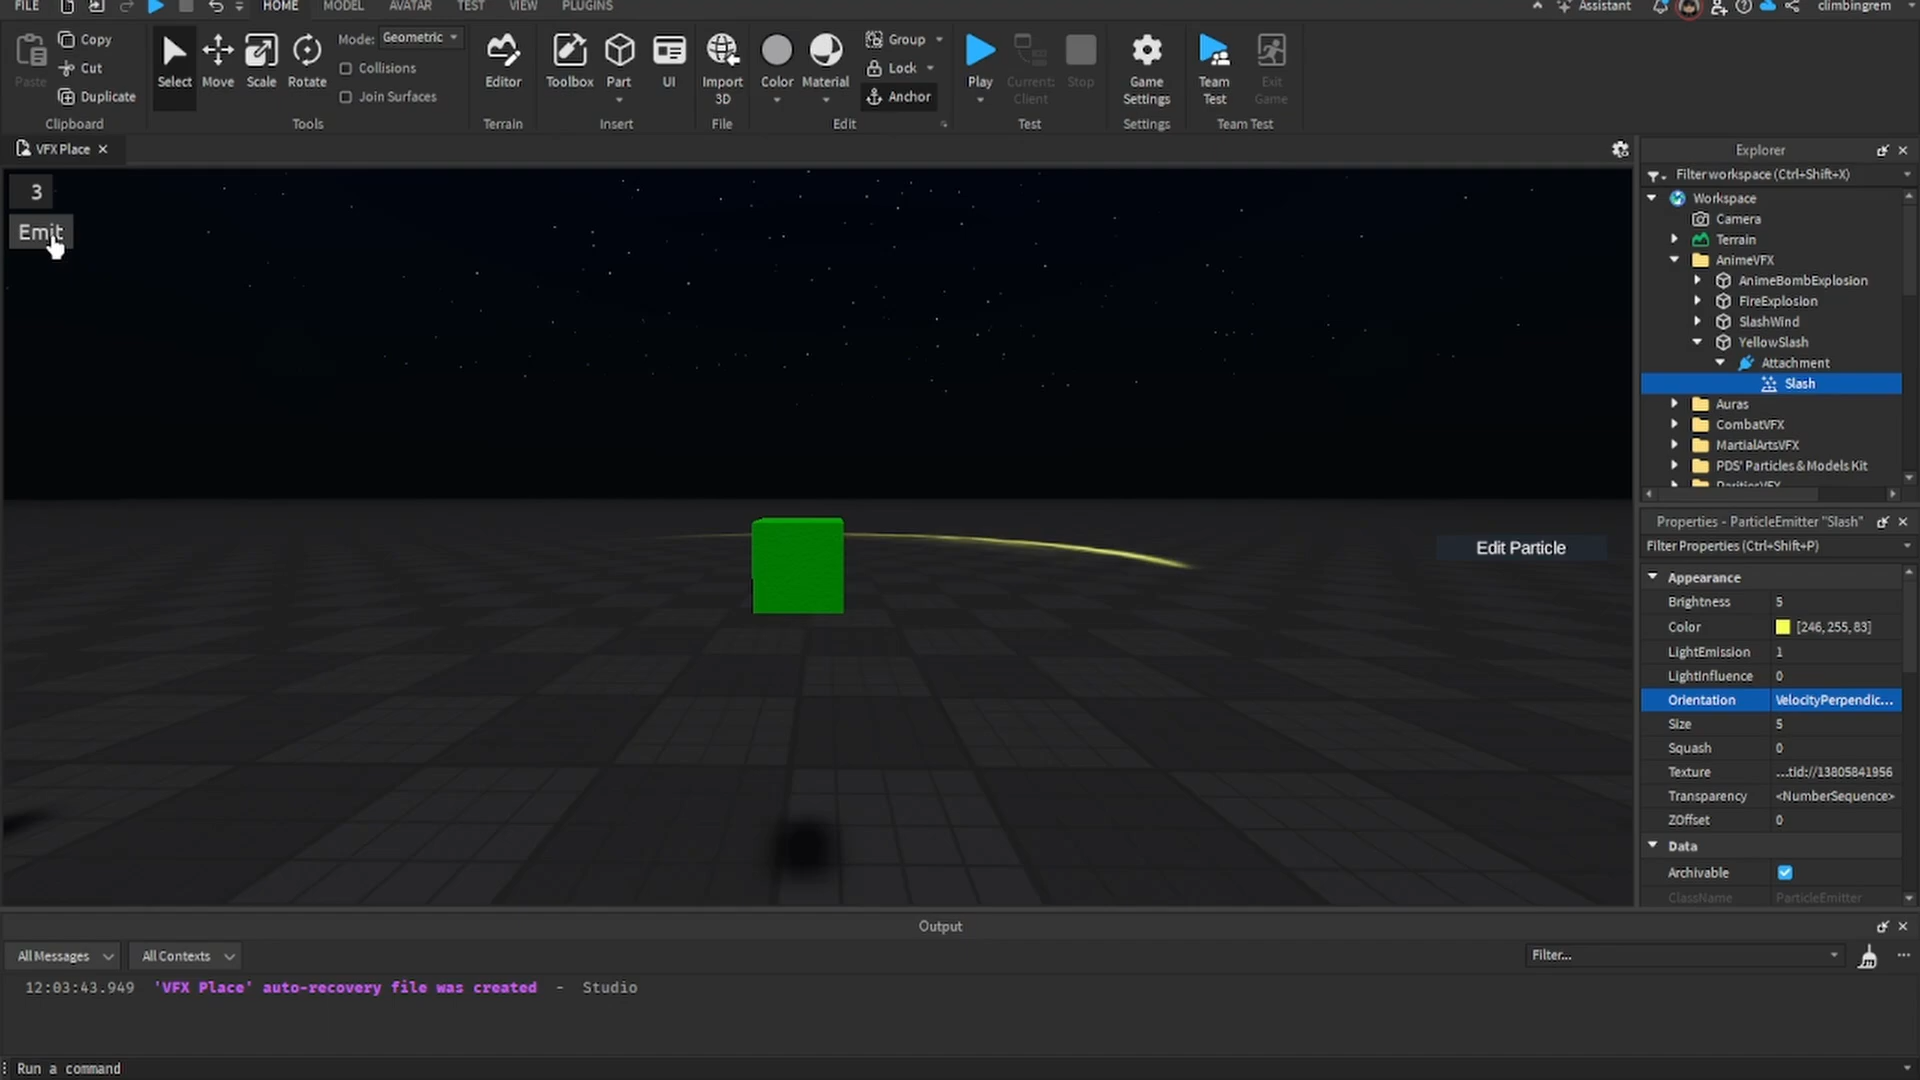 FILE HOME MODEL AVATAR TEST VIEW PLUGINS Assistant climbingrem
Paste Copy Cut Duplicate Clipboard
Select Move Scale Rotate Mode: Geometric Collisions Join Surfaces Tools
Editor Terrain
Toolbox Part UI Insert
Import 3D File
Color Material Group Lock Anchor Edit
Play Current: Client Stop Test
Game Settings Settings
Team Test Exit Game Team Test
VFX Place
3
Emit
Edit Particle
Explorer
Filter workspace (Ctrl+Shift+X)
Workspace
Camera
Terrain
AnimeVFX
AnimeBombExplosion
FireExplosion
SlashWind
YellowSlash
Attachment
Slash
Auras
CombatVFX
MartialArtsVFX
PDS' Particles & Models Kit
Properties - ParticleEmitter "Slash"
Filter Properties (Ctrl+Shift+P)
Appearance
Brightness 5
Color [246, 255, 83]
LightEmission 1
LightInfluence 0
Orientation VelocityPerpendic...
Size 5
Squash 0
Texture ...tid://13805841956
Transparency <NumberSequence>
ZOffset 0
Data
Archivable
ClassName ParticleEmitter
Output
All Messages All Contexts Filter...
12:03:43.949 'VFX Place' auto-recovery file was created - Studio
Run a command